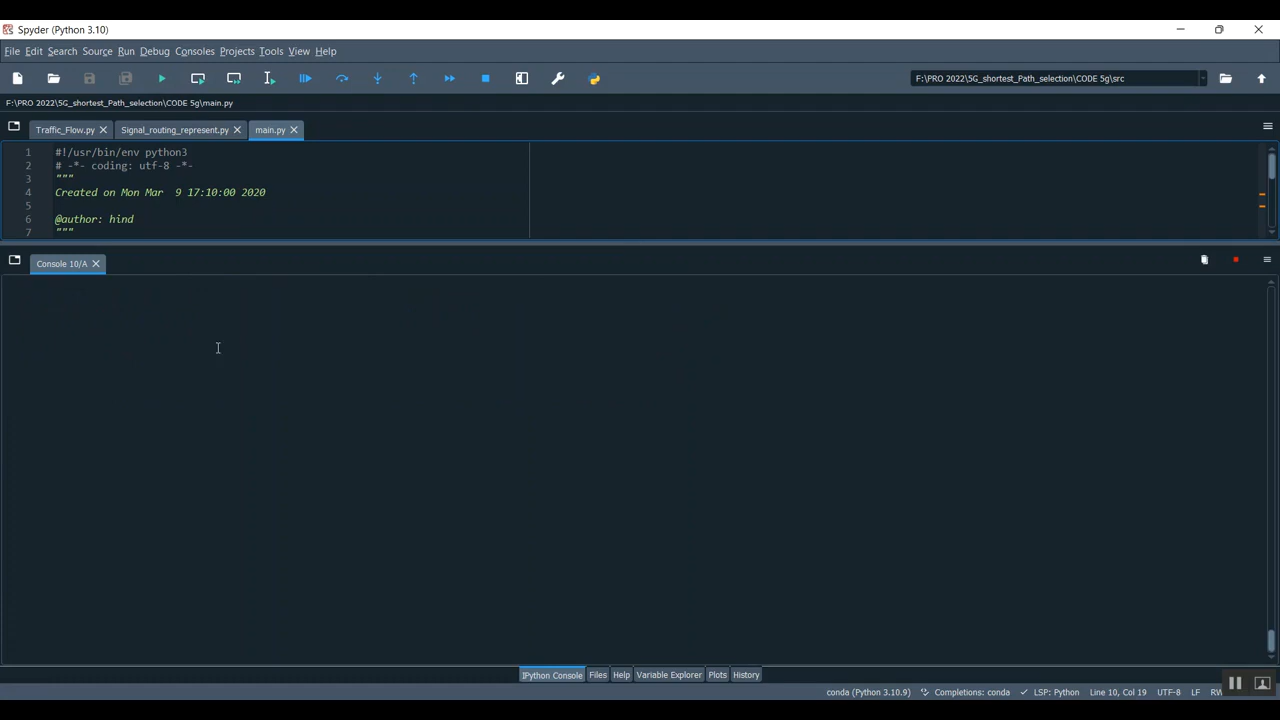 Spyder (Python 3.10)
File Edit Search Source Run Debug Consoles Projects Tools View Help
F:\PRO 2022\5G_shortest_Path_selection\CODE 5g\src
F:\PRO 2022\5G_shortest_Path_selection\CODE 5g\main.py
Traffic_Flow.py Signal_routing_represent.py main.py
1 #!/usr/bin/env python3
2 # -*- coding: utf-8 -*-
3 """
4 Created on Mon Mar  9 17:10:00 2020
5
6 @author: hind
7 """
Console 10/A
IPython Console Files Help Variable Explorer Plots History
conda (Python 3.10.9) Completions: conda LSP: Python Line 10, Col 19 UTF-8 LF RW